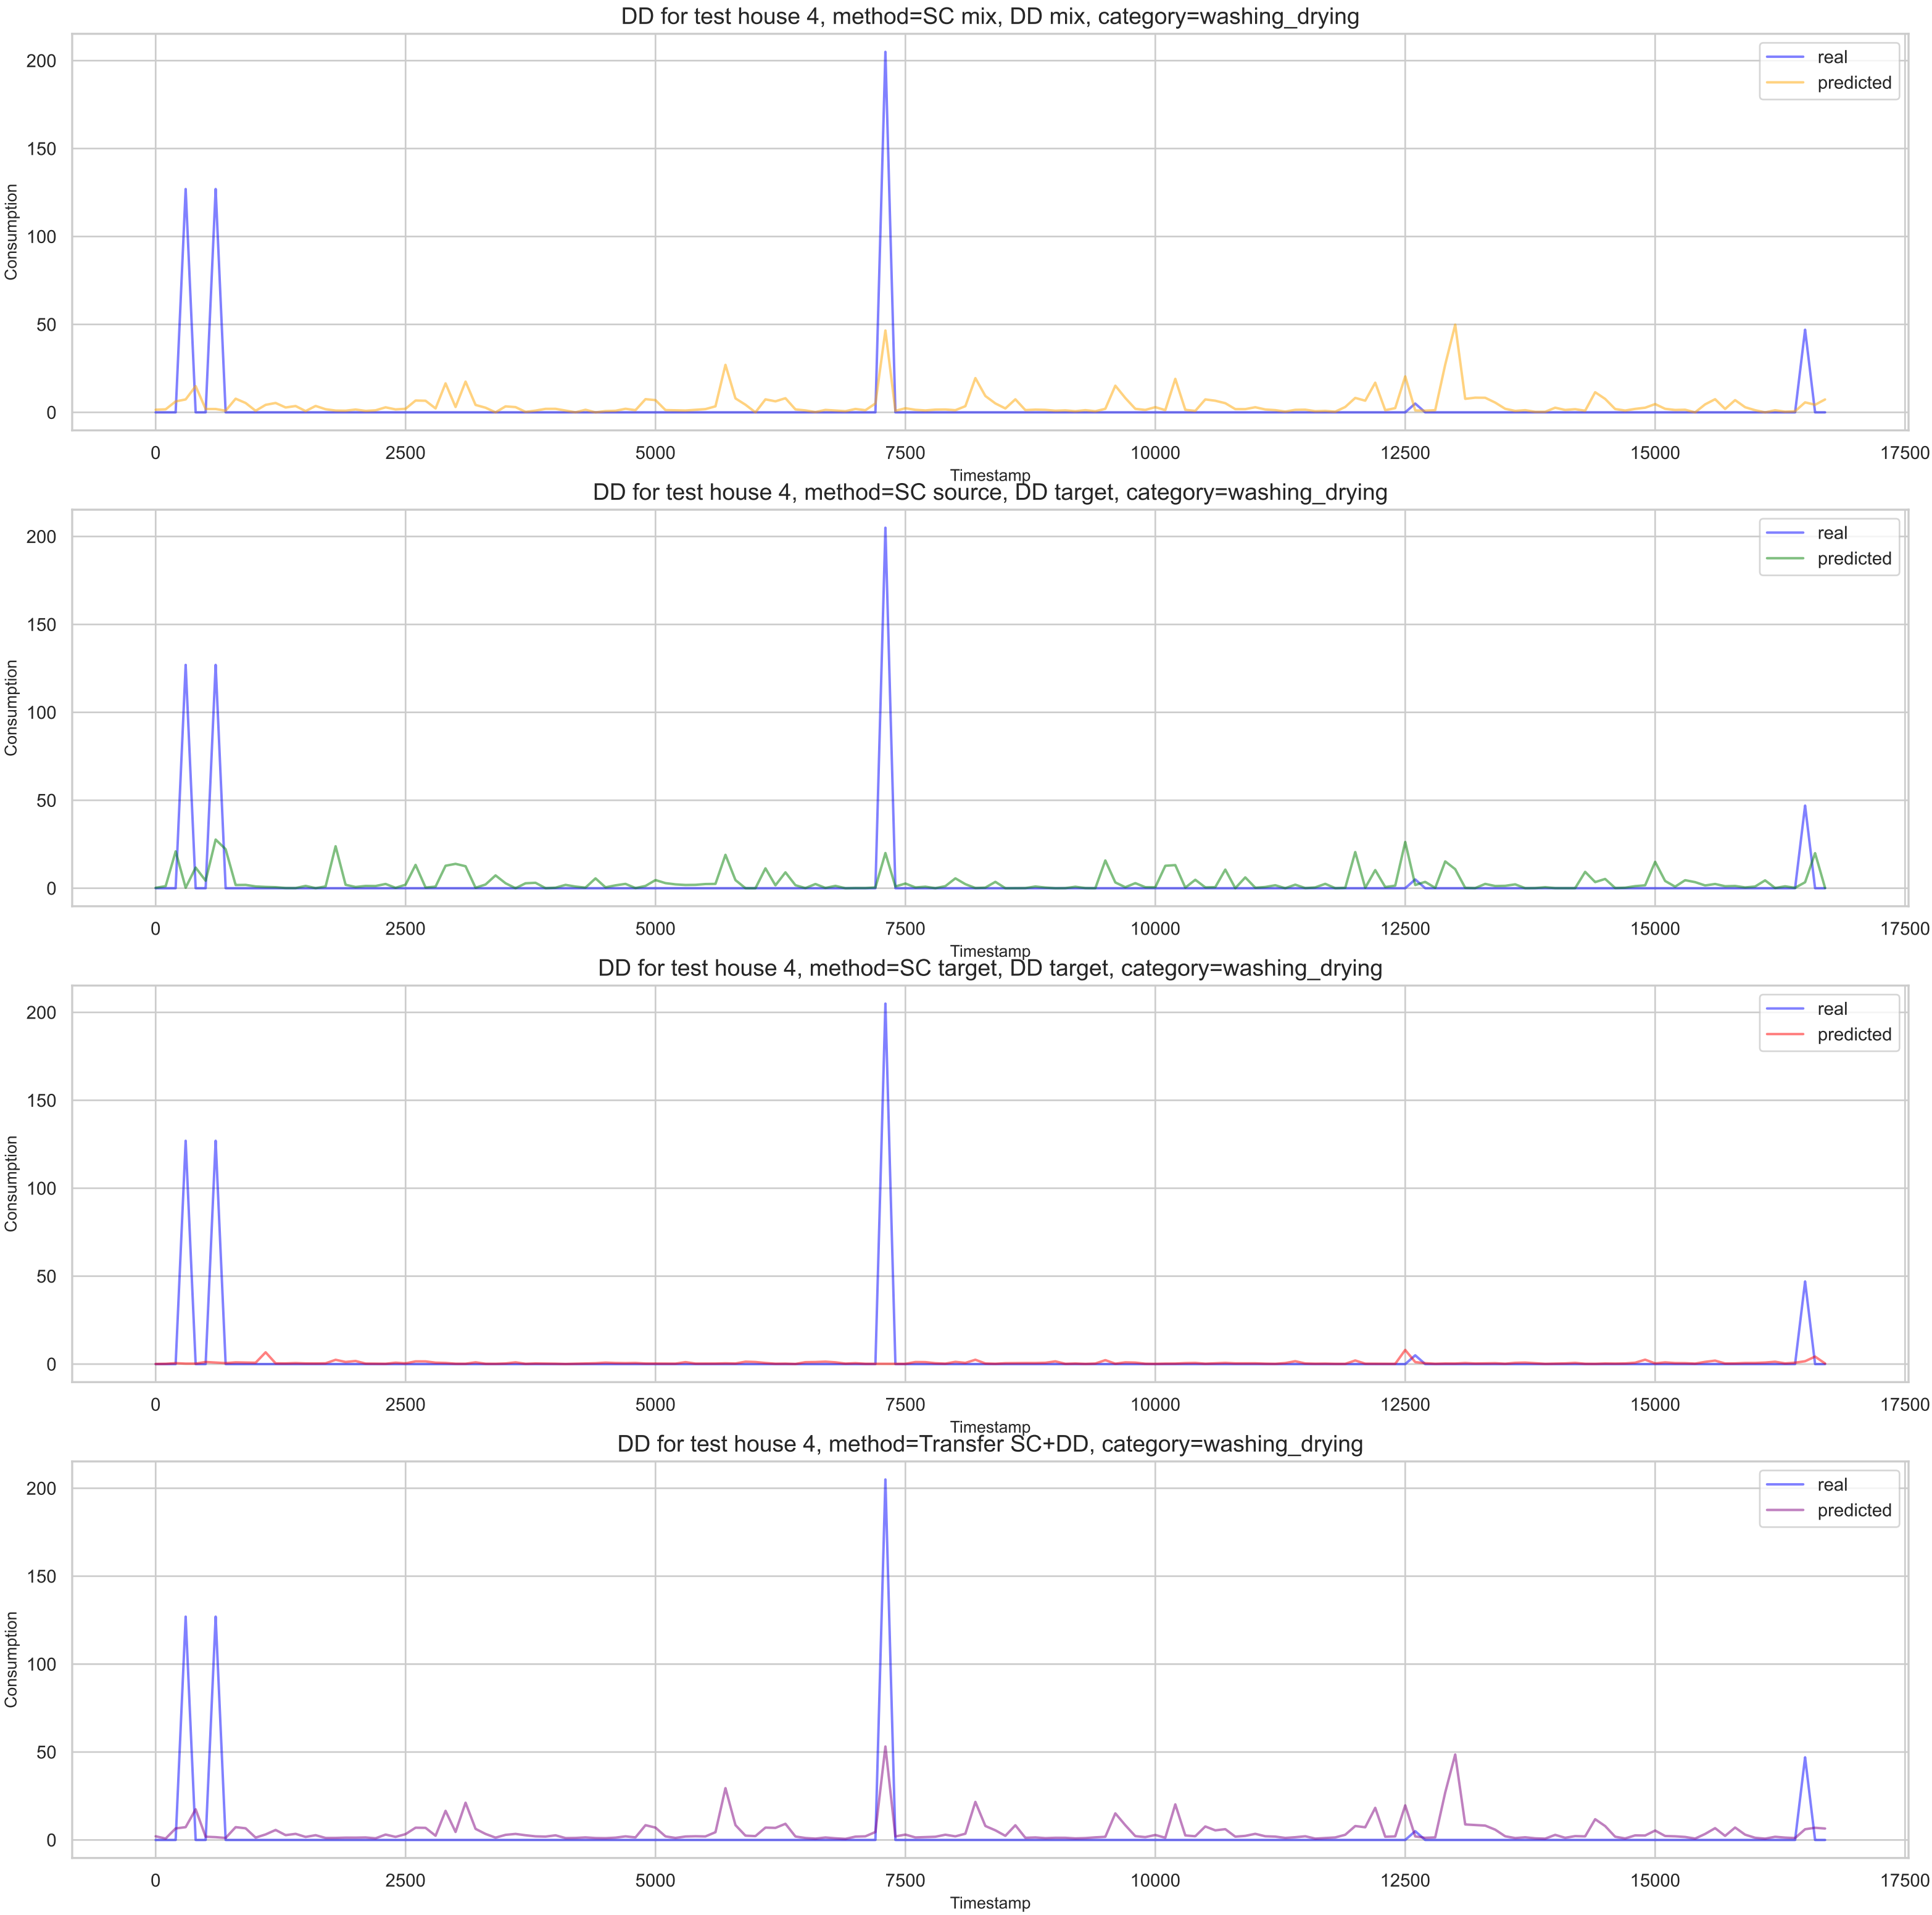 DD for test house 4, method=SC mix, DD mix, category=washing_drying
real
predicted
200
150
100
50
0
Consumption
0 2500 5000 7500 10000 12500 15000 17500
Timestamp
DD for test house 4, method=SC source, DD target, category=washing_drying
real
predicted
200
150
100
50
0
Consumption
0 2500 5000 7500 10000 12500 15000 17500
Timestamp
DD for test house 4, method=SC target, DD target, category=washing_drying
real
predicted
200
150
100
50
0
Consumption
0 2500 5000 7500 10000 12500 15000 17500
Timestamp
DD for test house 4, method=Transfer SC+DD, category=washing_drying
real
predicted
200
150
100
50
0
Consumption
0 2500 5000 7500 10000 12500 15000 17500
Timestamp